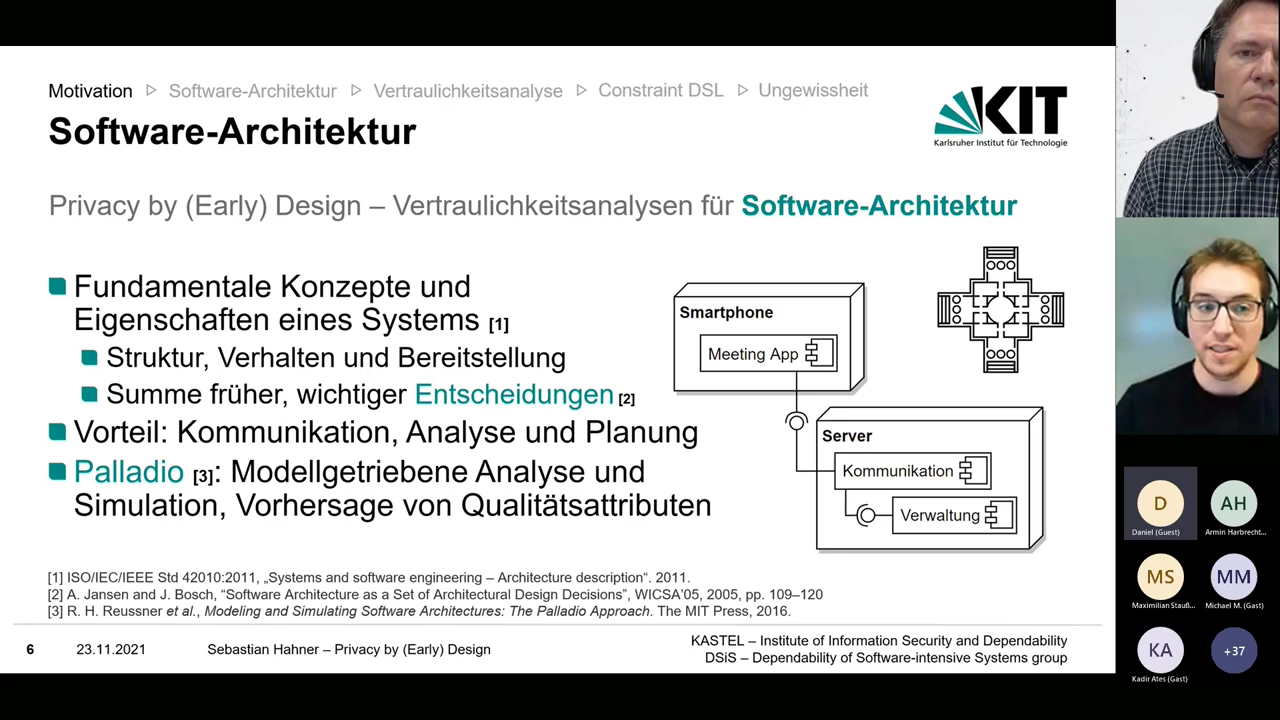 Motivation ▷ Software-Architektur ▷ Vertraulichkeitsanalyse ▷ Constraint DSL ▷ Ungewissheit
Software-Architektur
KIT
Karlsruher Institut für Technologie
Privacy by (Early) Design – Vertraulichkeitsanalysen für Software-Architektur
Fundamentale Konzepte und
Eigenschaften eines Systems [1]
Struktur, Verhalten und Bereitstellung
Summe früher, wichtiger Entscheidungen [2]
Vorteil: Kommunikation, Analyse und Planung
Palladio [3]: Modellgetriebene Analyse und
Simulation, Vorhersage von Qualitätsattributen
Smartphone
Meeting App
Server
Kommunikation
Verwaltung
[1] ISO/IEC/IEEE Std 42010:2011, „Systems and software engineering – Architecture description“. 2011.
[2] A. Jansen and J. Bosch, “Software Architecture as a Set of Architectural Design Decisions”, WICSA’05, 2005, pp. 109–120
[3] R. H. Reussner et al., Modeling and Simulating Software Architectures: The Palladio Approach. The MIT Press, 2016.
6 23.11.2021 Sebastian Hahner – Privacy by (Early) Design
KASTEL – Institute of Information Security and Dependability
DSiS – Dependability of Software-intensive Systems group
D AH
Daniel (Guest) Armin Harbrecht...
MS MM
Maximilian Stauß... Michael M. (Gast)
KA +37
Kadir Ates (Gast)